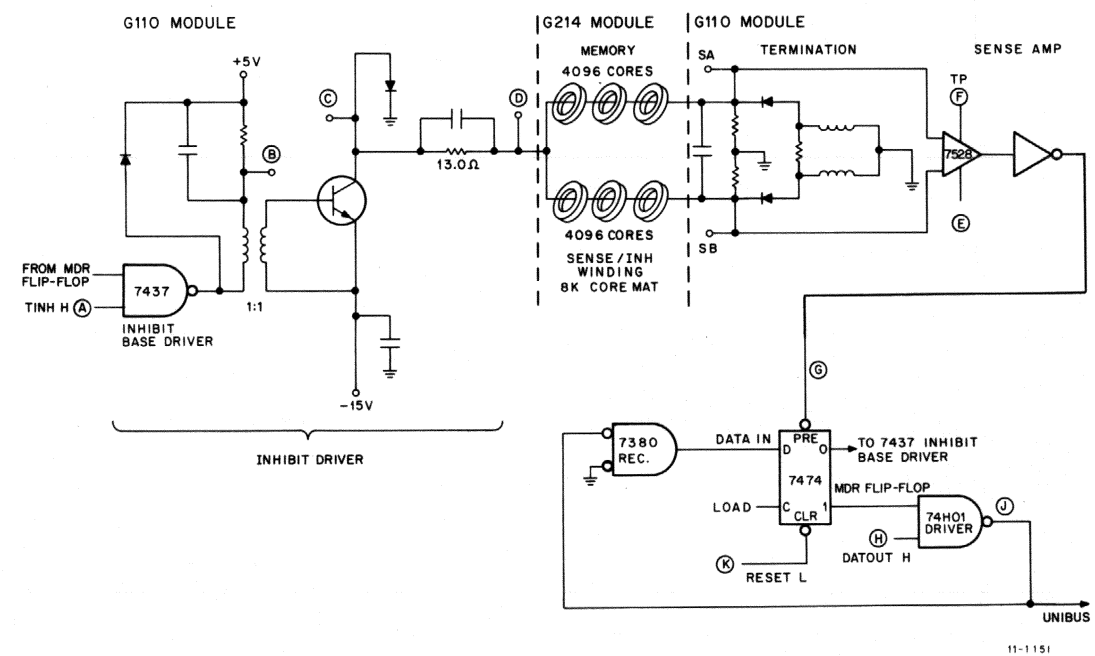 G110 MODULE
G214 MODULE
G110 MODULE
MEMORY
TERMINATION
SENSE AMP
4096 CORES
+5V
SA
TP
F
C
D
B
13.0Ω
7528
E
4096 CORES
SB
SENSE/INH
WINDING
8K CORE MAT
FROM MDR
FLIP-FLOP
TINH H A
7437
1:1
INHIBIT
BASE DRIVER
-15V
INHIBIT DRIVER
G
7380
REC.
DATA IN
PRE
D
0
TO 7437 INHIBIT
BASE DRIVER
7474
MDR FLIP-FLOP
LOAD
C
1
CLR
74H01
DRIVER
J
H
DATOUT H
K
RESET L
UNIBUS
11-1151